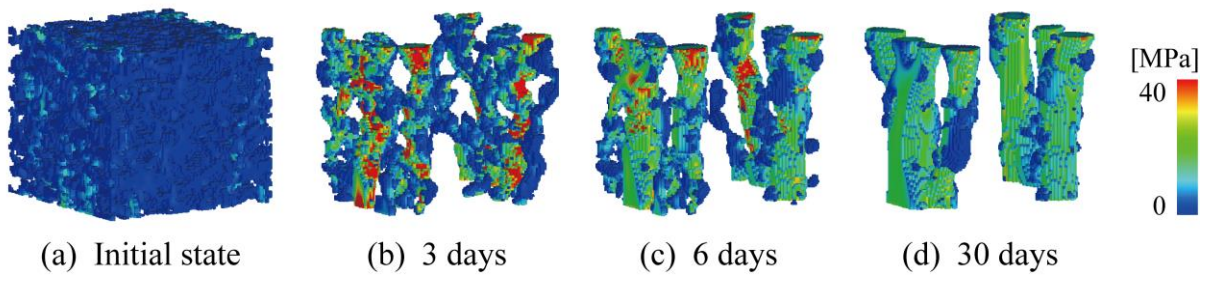 [MPa]
40
0
(a) Initial state
(b) 3 days
(c) 6 days
(d) 30 days